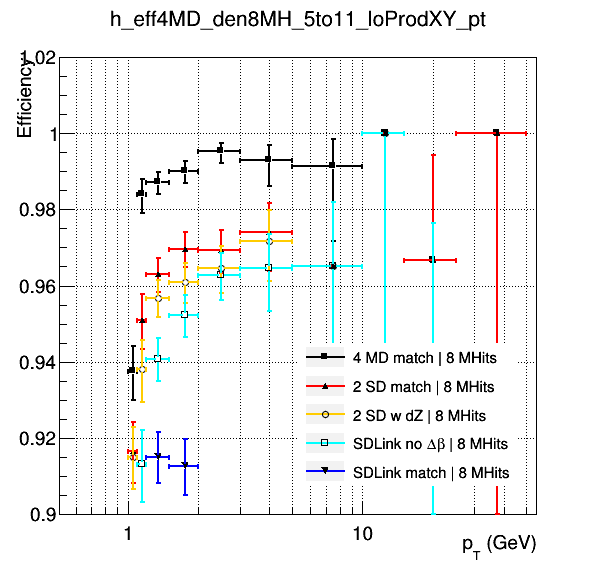 h_eff4MD_den8MH_5to11_loProdXY_pt
Efficiency
1.02
1
0.98
0.96
0.94
0.92
0.9
4 MD match | 8 MHits
2 SD match | 8 MHits
2 SD w dZ | 8 MHits
SDLink no Δβ | 8 MHits
SDLink match | 8 MHits
1
10
p_T (GeV)